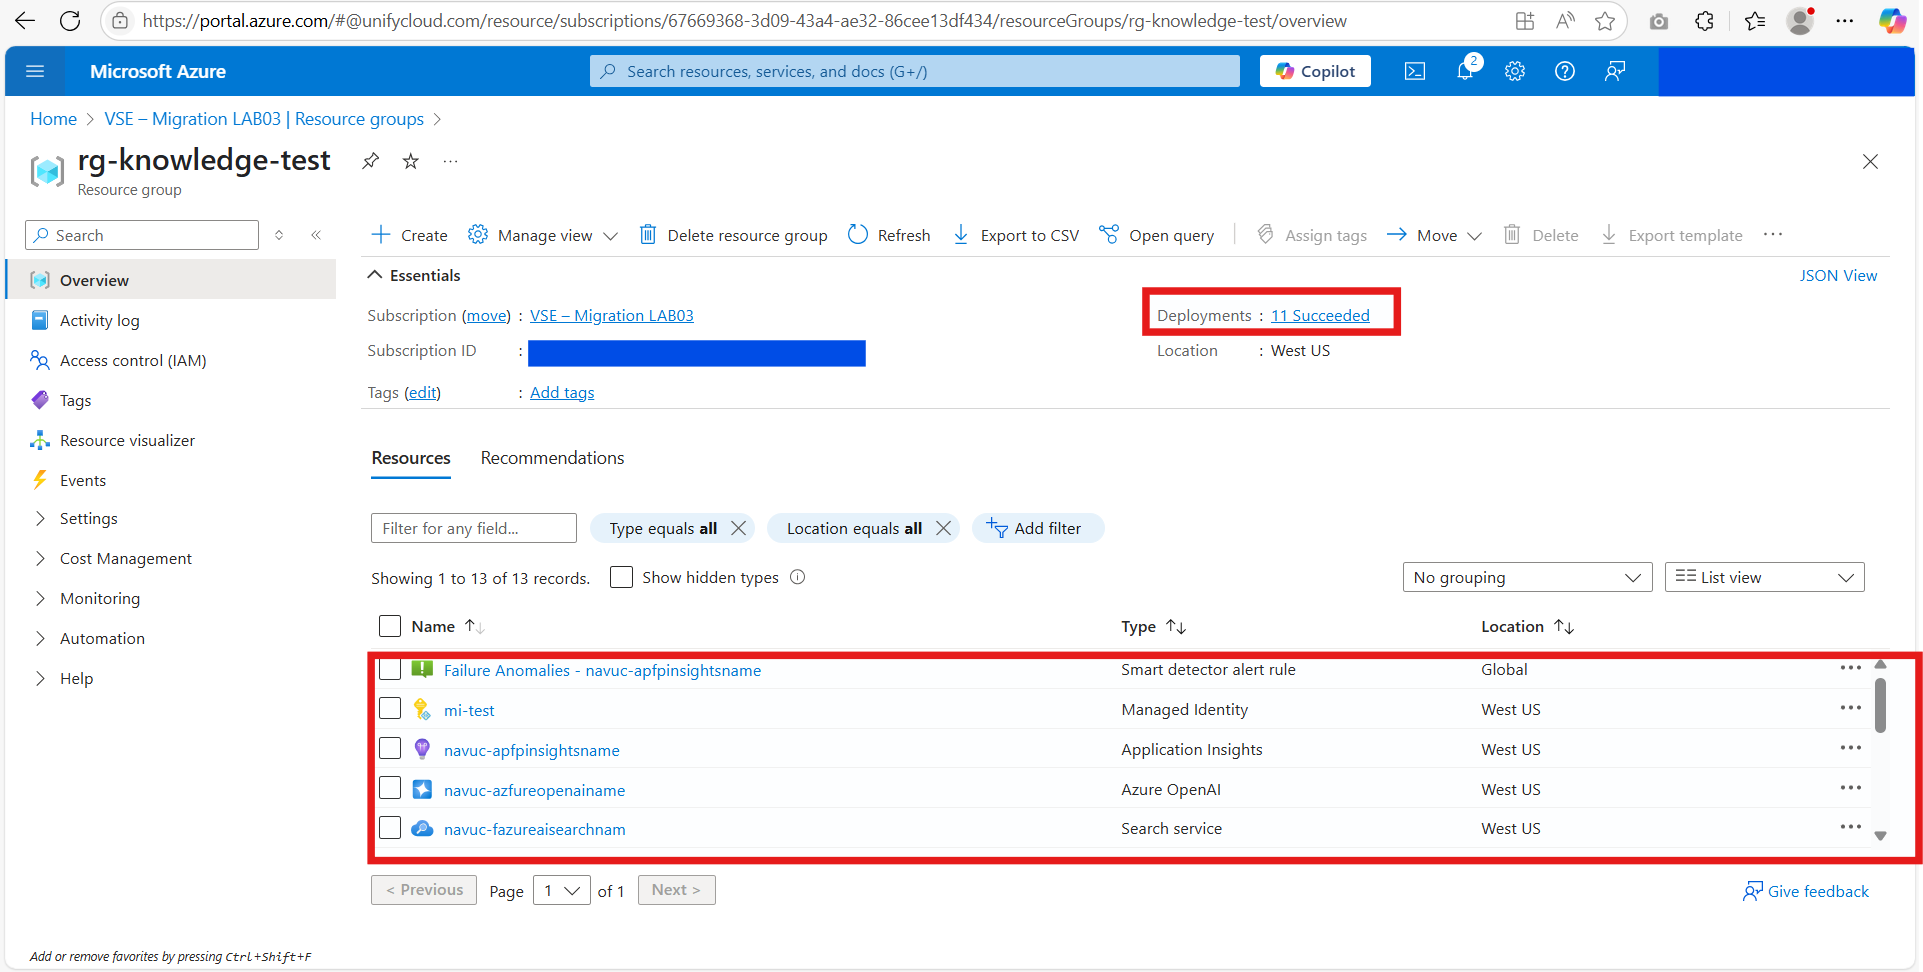 https://portal.azure.com/#@unifycloud.com/resource/subscriptions/67669368-3d09-43a4-ae32-86cee13df434/resourceGroups/rg-knowledge-test/overview
Microsoft Azure
Search resources, services, and docs (G+/)
Copilot
2
Home > VSE – Migration LAB03 | Resource groups >
rg-knowledge-test
Resource group
Search
Overview
Activity log
Access control (IAM)
Tags
Resource visualizer
Events
Settings
Cost Management
Monitoring
Automation
Help
Create
Manage view
Delete resource group
Refresh
Export to CSV
Open query
Assign tags
Move
Delete
Export template
Essentials
JSON View
Subscription (move) : VSE – Migration LAB03
Deployments : 11 Succeeded
Subscription ID :
Location : West US
Tags (edit) : Add tags
Resources Recommendations
Filter for any field...
Type equals all
Location equals all
Add filter
Showing 1 to 13 of 13 records.
Show hidden types
No grouping
List view
Name Type Location
Failure Anomalies - navuc-apfpinsightsname Smart detector alert rule Global
mi-test Managed Identity West US
navuc-apfpinsightsname Application Insights West US
navuc-azfureopenainame Azure OpenAI West US
navuc-fazureaisearchnam Search service West US
< Previous Page 1 of 1 Next >
Give feedback
Add or remove favorites by pressing Ctrl+Shift+F